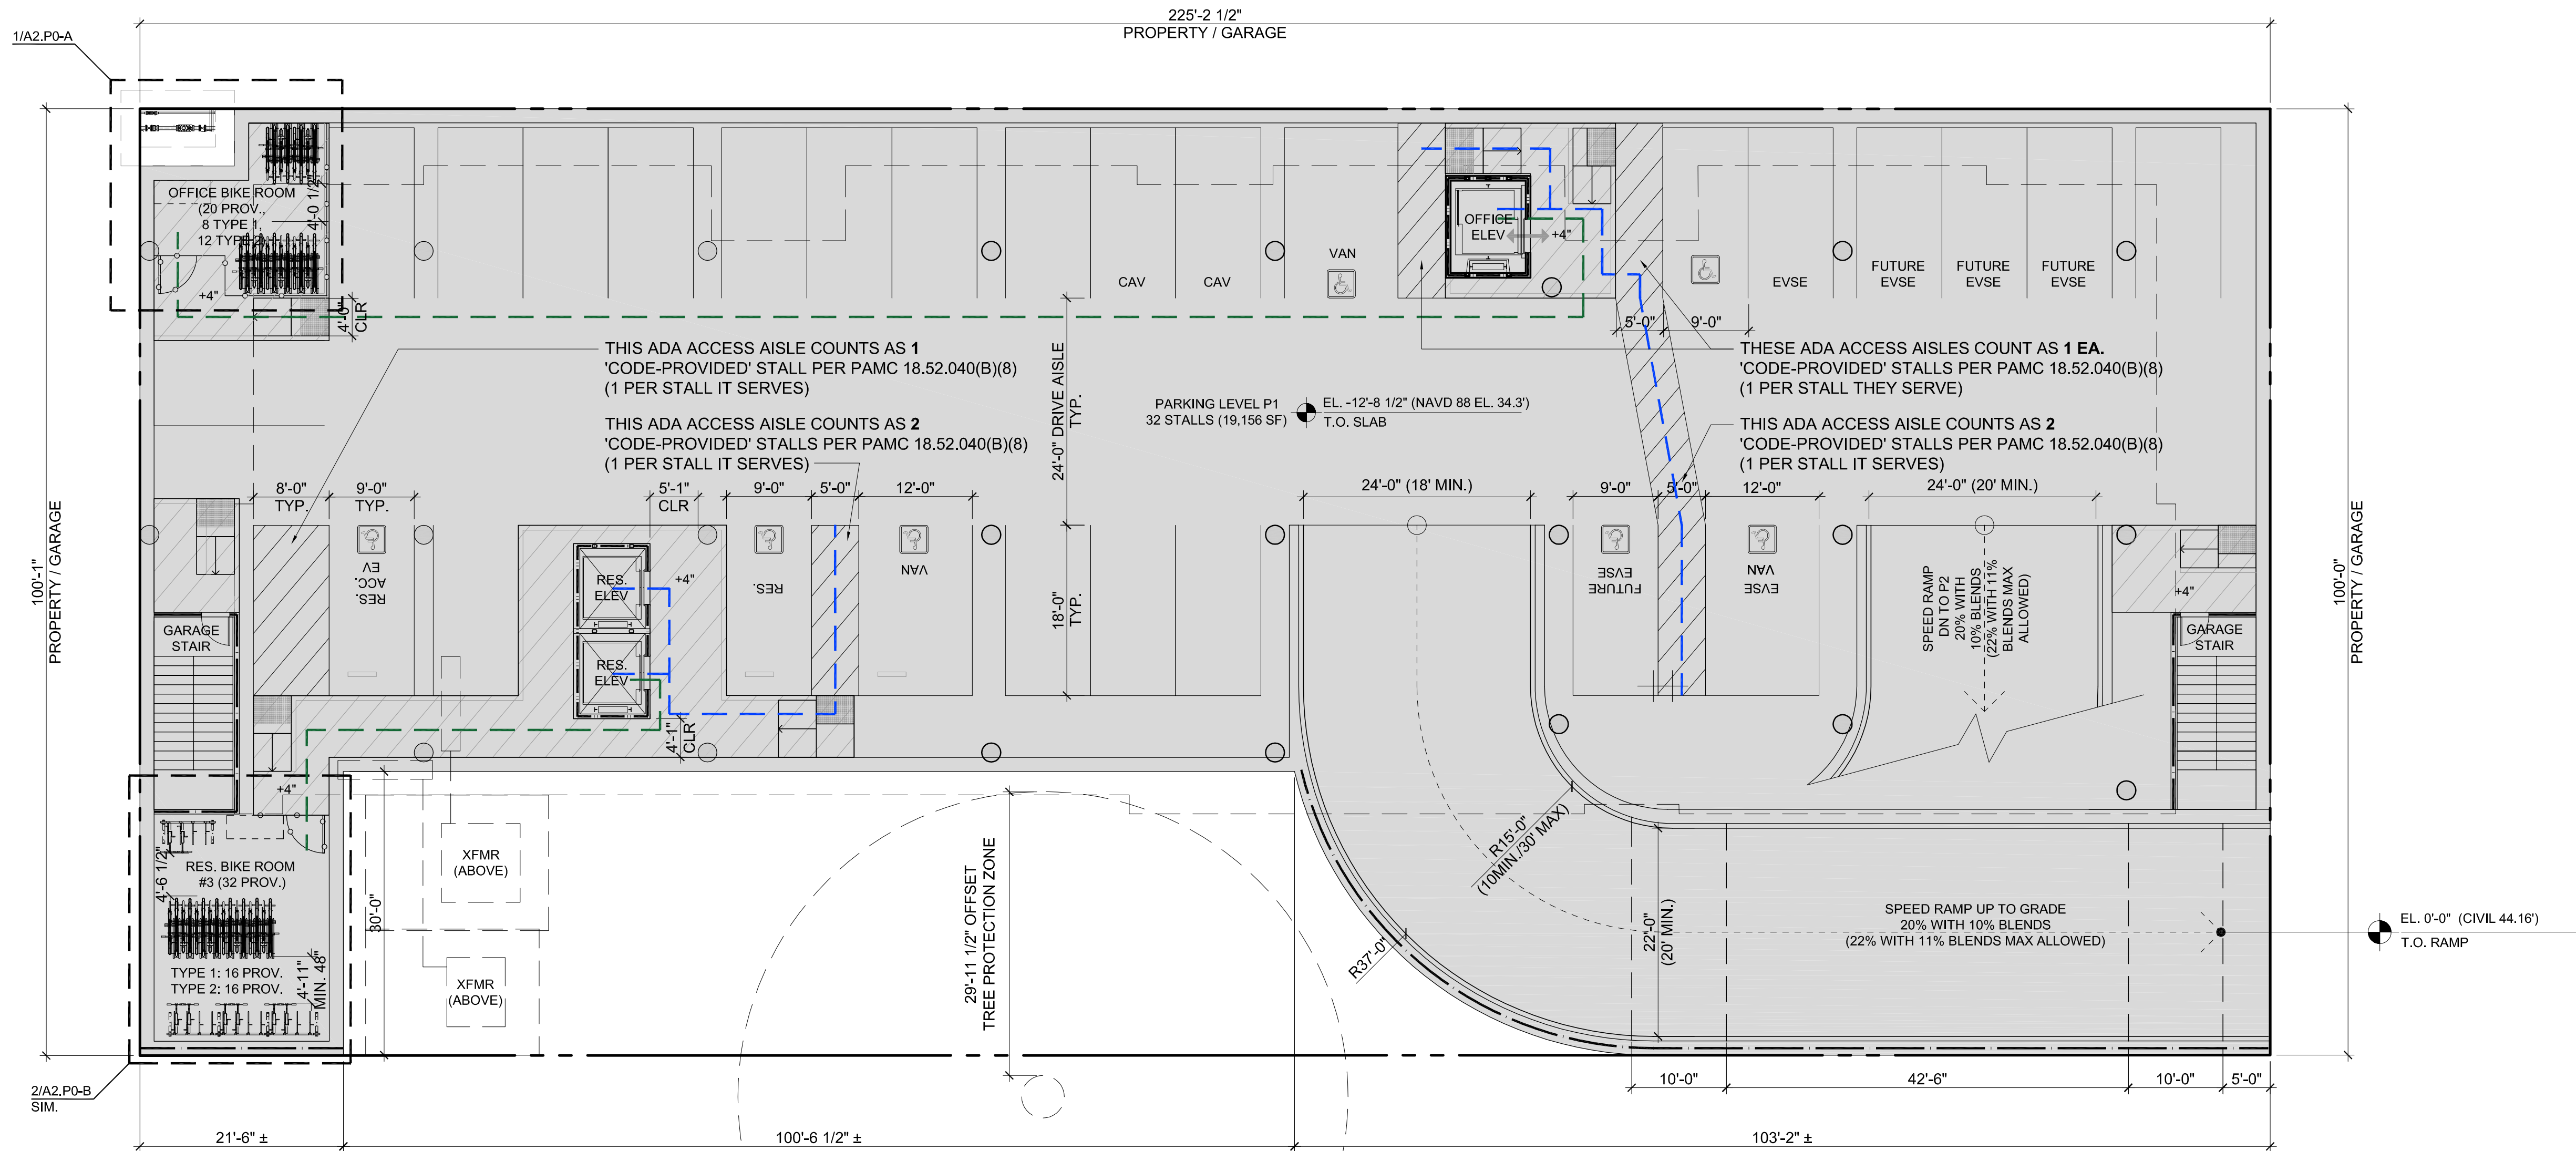 225'-2 1/2"
PROPERTY / GARAGE
1/A2.P0-A
OFFICE BIKE ROOM
(20 PROV.,
8 TYPE 1,
12 TYPE 2)
4'-0 1/2"
+4"
4'-0"
CLR
CAV
CAV
VAN
OFFICE
ELEV
+4"
EVSE
FUTURE
EVSE
FUTURE
EVSE
FUTURE
EVSE
5'-0"
9'-0"
THIS ADA ACCESS AISLE COUNTS AS 1
'CODE-PROVIDED' STALL PER PAMC 18.52.040(B)(8)
(1 PER STALL IT SERVES)
THIS ADA ACCESS AISLE COUNTS AS 2
'CODE-PROVIDED' STALLS PER PAMC 18.52.040(B)(8)
(1 PER STALL IT SERVES)
24'-0" DRIVE AISLE
TYP.
PARKING LEVEL P1
32 STALLS (19,156 SF)
EL. -12'-8 1/2" (NAVD 88 EL. 34.3')
T.O. SLAB
THESE ADA ACCESS AISLES COUNT AS 1 EA.
'CODE-PROVIDED' STALLS PER PAMC 18.52.040(B)(8)
(1 PER STALL THEY SERVE)
THIS ADA ACCESS AISLE COUNTS AS 2
'CODE-PROVIDED' STALLS PER PAMC 18.52.040(B)(8)
(1 PER STALL IT SERVES)
100'-1"
PROPERTY / GARAGE
100'-0"
PROPERTY / GARAGE
8'-0"
TYP.
9'-0"
TYP.
5'-1"
CLR
9'-0"
5'-0"
12'-0"
24'-0" (18' MIN.)
9'-0"
5'-0"
12'-0"
24'-0" (20' MIN.)
RES.
ACC.
EV
RES.
ELEV
+4"
RES.
ELEV
RES.
VAN
18'-0"
TYP.
FUTURE
EVSE
EVSE
VAN
SPEED RAMP
DN TO P2
20% WITH
10% BLENDS
(22% WITH 11%
BLENDS MAX
ALLOWED)
+4"
GARAGE
STAIR
GARAGE
STAIR
4'-1"
CLR
+4"
RES. BIKE ROOM
#3 (32 PROV.)
4'-6 1/2"
TYPE 1: 16 PROV.
TYPE 2: 16 PROV.
4'-11"
MIN. 48"
30'-0"
XFMR
(ABOVE)
XFMR
(ABOVE)
29'-11 1/2" OFFSET
TREE PROTECTION ZONE
R15'-0"
(10MIN./30' MAX)
R37'-0"
22'-0"
(20' MIN.)
SPEED RAMP UP TO GRADE
20% WITH 10% BLENDS
(22% WITH 11% BLENDS MAX ALLOWED)
EL. 0'-0" (CIVIL 44.16')
T.O. RAMP
2/A2.P0-B
SIM.
10'-0"
42'-6"
10'-0"
5'-0"
21'-6" ±
100'-6 1/2" ±
103'-2" ±